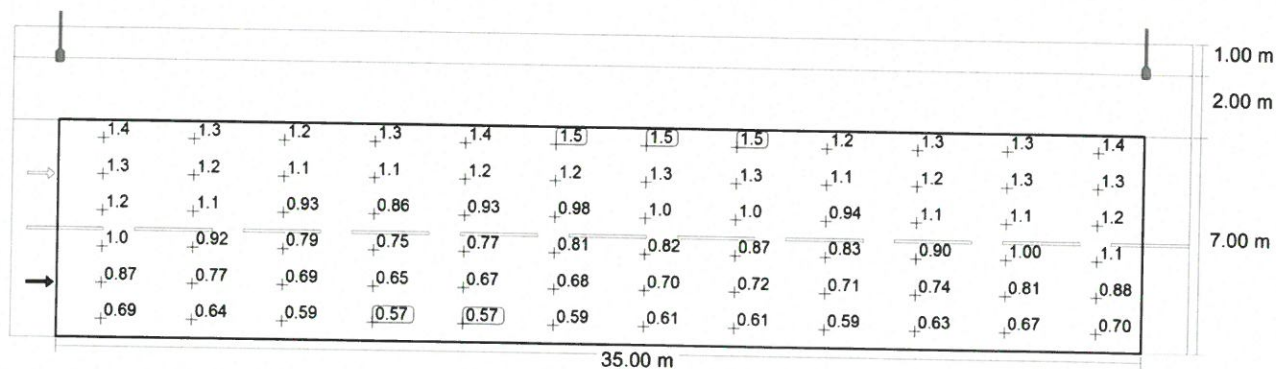 1.00 m
2.00 m
1.4 1.3 1.2 1.3 1.4 1.5 1.5 1.5 1.2 1.3 1.3 1.4
1.3 1.2 1.1 1.1 1.2 1.2 1.3 1.3 1.1 1.2 1.3 1.3
1.2 1.1 0.93 0.86 0.93 0.98 1.0 1.0 0.94 1.1 1.1 1.2
1.0 0.92 0.79 0.75 0.77 0.81 0.82 0.87 0.83 0.90 1.00 1.1
7.00 m
0.87 0.77 0.69 0.65 0.67 0.68 0.70 0.72 0.71 0.74 0.81 0.88
0.69 0.64 0.59 0.57 0.57 0.59 0.61 0.61 0.59 0.63 0.67 0.70
35.00 m